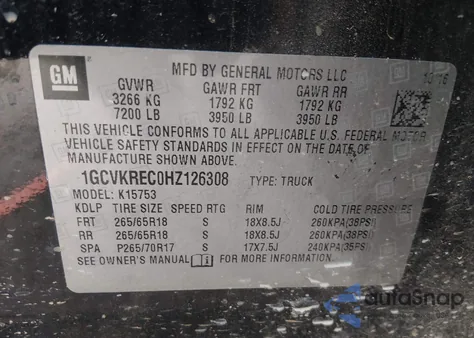 GM
MFD BY GENERAL MOTORS LLC
10/16
GVWR GAWR FRT GAWR RR
3266 KG 1792 KG 1792 KG
7200 LB 3950 LB 3950 LB
THIS VEHICLE CONFORMS TO ALL APPLICABLE U.S. FEDERAL MOTOR
VEHICLE SAFETY STANDARDS IN EFFECT ON THE DATE OF
MANUFACTURE SHOWN ABOVE.
1GCVKREC0HZ126308 TYPE: TRUCK
MODEL: K15753
KDLP TIRE SIZE SPEED RTG RIM COLD TIRE PRESSURE
FRT 265/65R18 S 18X8.5J 260KPA(38PSI)
RR 265/65R18 S 18X8.5J 260KPA(38PSI)
SPA P265/70R17 S 17X7.5J 240KPA(35PSI)
SEE OWNER'S MANUAL FOR MORE INFORMATION.
autosnap